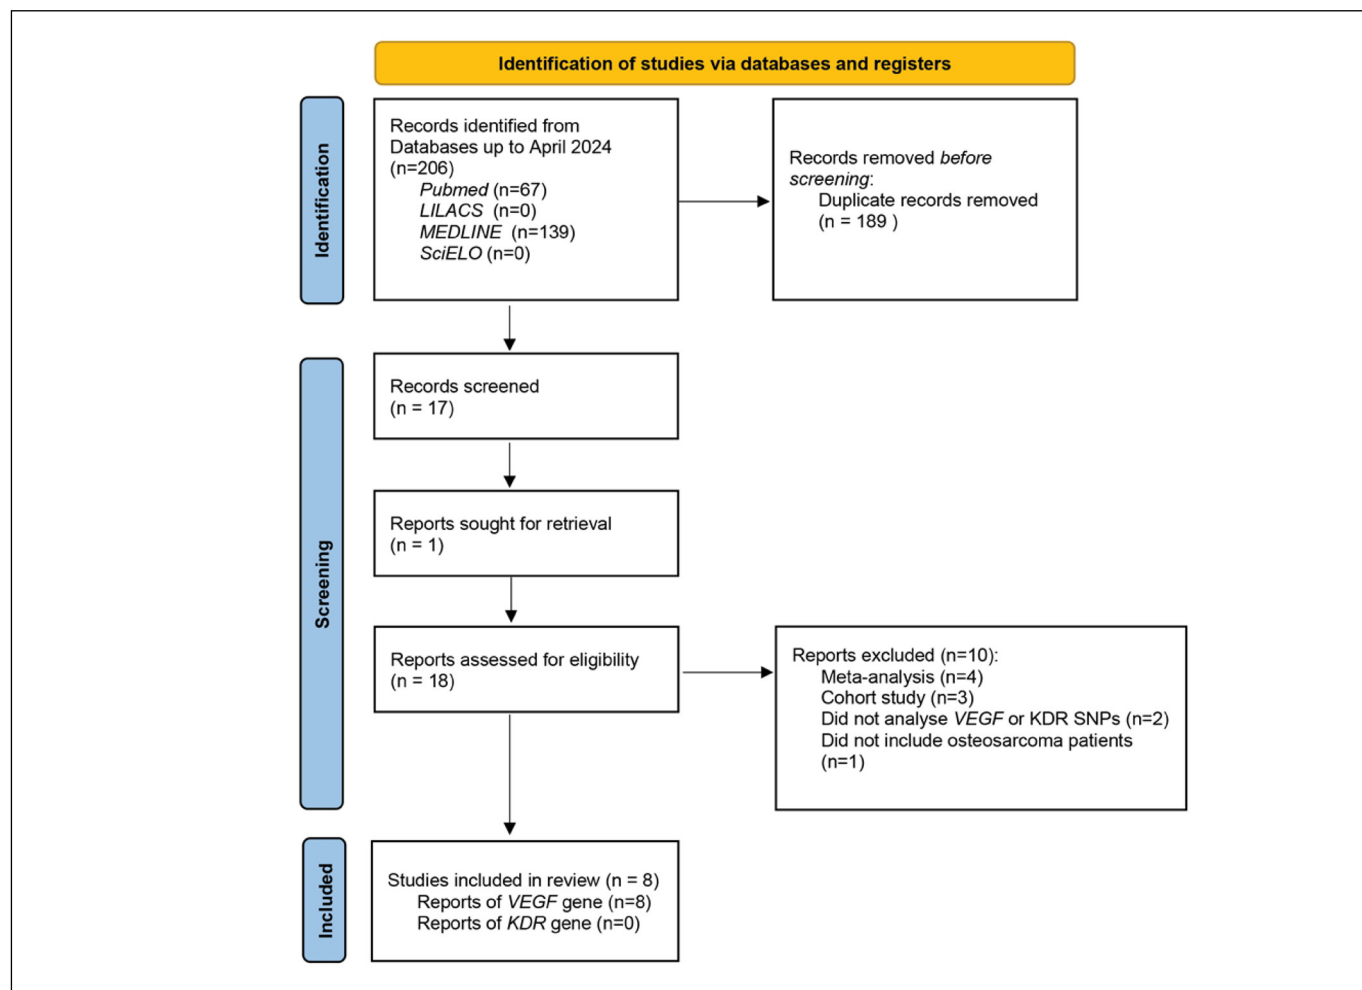 Identification of studies via databases and registers
Identification
Records identified from
Databases up to April 2024
(n=206)
Pubmed (n=67)
LILACS (n=0)
MEDLINE (n=139)
SciELO (n=0)
Records removed before
screening:
Duplicate records removed
(n = 189 )
Screening
Records screened
(n = 17)
Reports sought for retrieval
(n = 1)
Reports assessed for eligibility
(n = 18)
Reports excluded (n=10):
Meta-analysis (n=4)
Cohort study (n=3)
Did not analyse VEGF or KDR SNPs (n=2)
Did not include osteosarcoma patients
(n=1)
Included
Studies included in review (n = 8)
Reports of VEGF gene (n=8)
Reports of KDR gene (n=0)